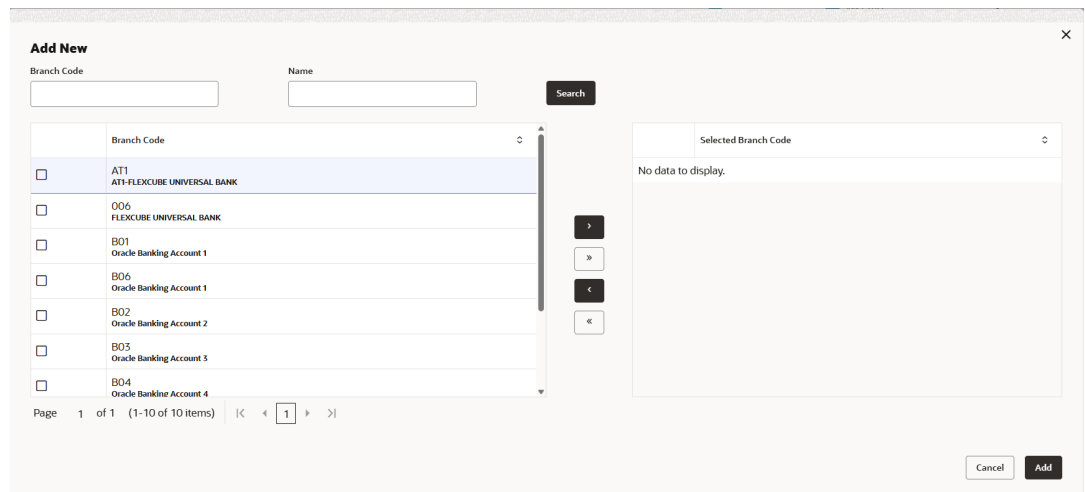 Add New
Branch Code Name
Search
Branch Code
Selected Branch Code
AT1
AT1-FLEXCUBE UNIVERSAL BANK
No data to display.
006
FLEXCUBE UNIVERSAL BANK
B01
Oracle Banking Account 1
B06
Oracle Banking Account 1
B02
Oracle Banking Account 2
B03
Oracle Banking Account 3
B04
Oracle Banking Account 4
Page 1 of 1 (1-10 of 10 items) 1
Cancel Add